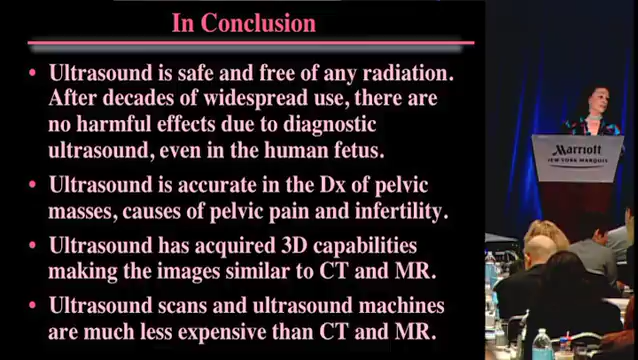 In Conclusion
• Ultrasound is safe and free of any radiation.
After decades of widespread use, there are
no harmful effects due to diagnostic
ultrasound, even in the human fetus.
• Ultrasound is accurate in the Dx of pelvic
masses, causes of pelvic pain and infertility.
• Ultrasound has acquired 3D capabilities
making the images similar to CT and MR.
• Ultrasound scans and ultrasound machines
are much less expensive than CT and MR.
Marriott
NEW YORK MARQUIS